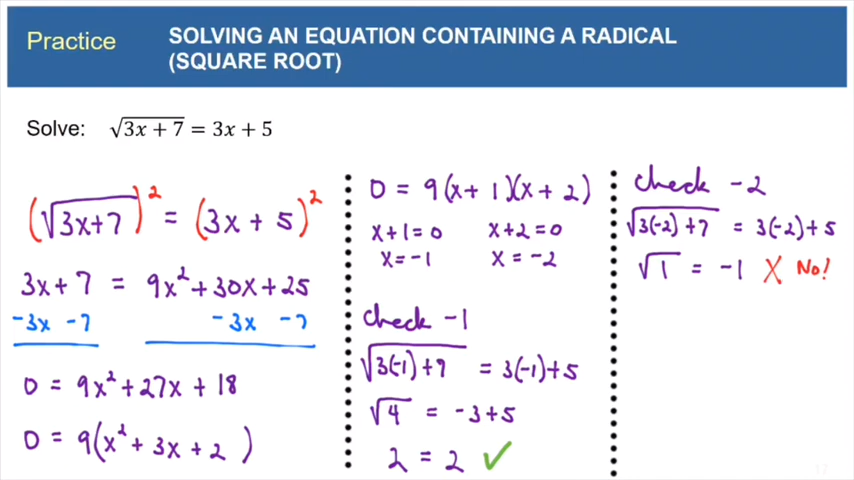 Practice
SOLVING AN EQUATION CONTAINING A RADICAL
(SQUARE ROOT)
Solve: √(3x + 7) = 3x + 5
(√(3x+7))² = (3x + 5)²
3x + 7 = 9x² + 30x + 25
-3x -7 -3x -7
0 = 9x² + 27x + 18
0 = 9(x² + 3x + 2)
0 = 9(x + 1)(x + 2)
x + 1 = 0 x + 2 = 0
x = -1 x = -2
check -1
√(3(-1) + 7) = 3(-1) + 5
√4 = -3 + 5
2 = 2 ✓
check -2
√(3(-2) + 7) = 3(-2) + 5
√1 = -1 X No!
12